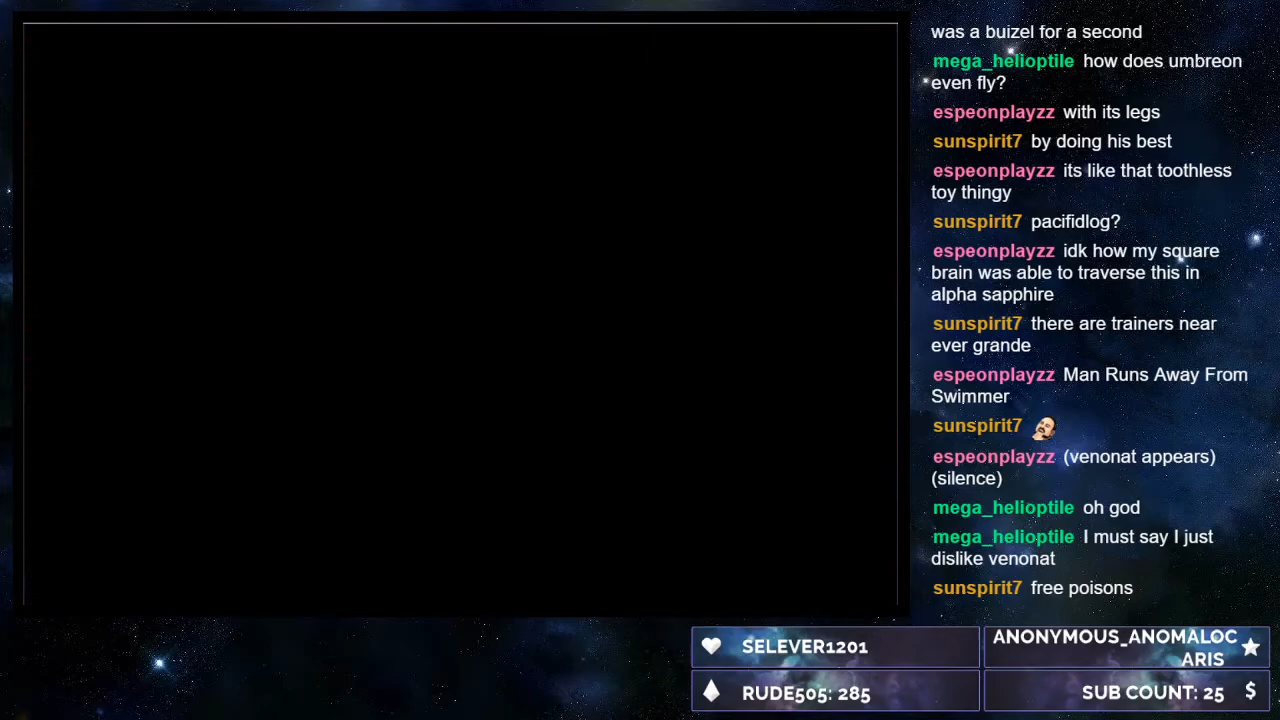 was a buizel for a second
mega_helioptile how does umbreon
even fly?
espeonplayzz with its legs
sunspirit7 by doing his best
espeonplayzz its like that toothless
toy thingy
sunspirit7 pacifidlog?
espeonplayzz idk how my square
brain was able to traverse this in
alpha sapphire
sunspirit7 there are trainers near
ever grande
espeonplayzz Man Runs Away From
Swimmer
sunspirit7
espeonplayzz (venonat appears)
(silence)
mega_helioptile oh god
mega_helioptile I must say I just
dislike venonat
sunspirit7 free poisons
SELEVER1201
ANONYMOUS_ANOMALOC
ARIS
RUDE505: 285
SUB COUNT: 25 $